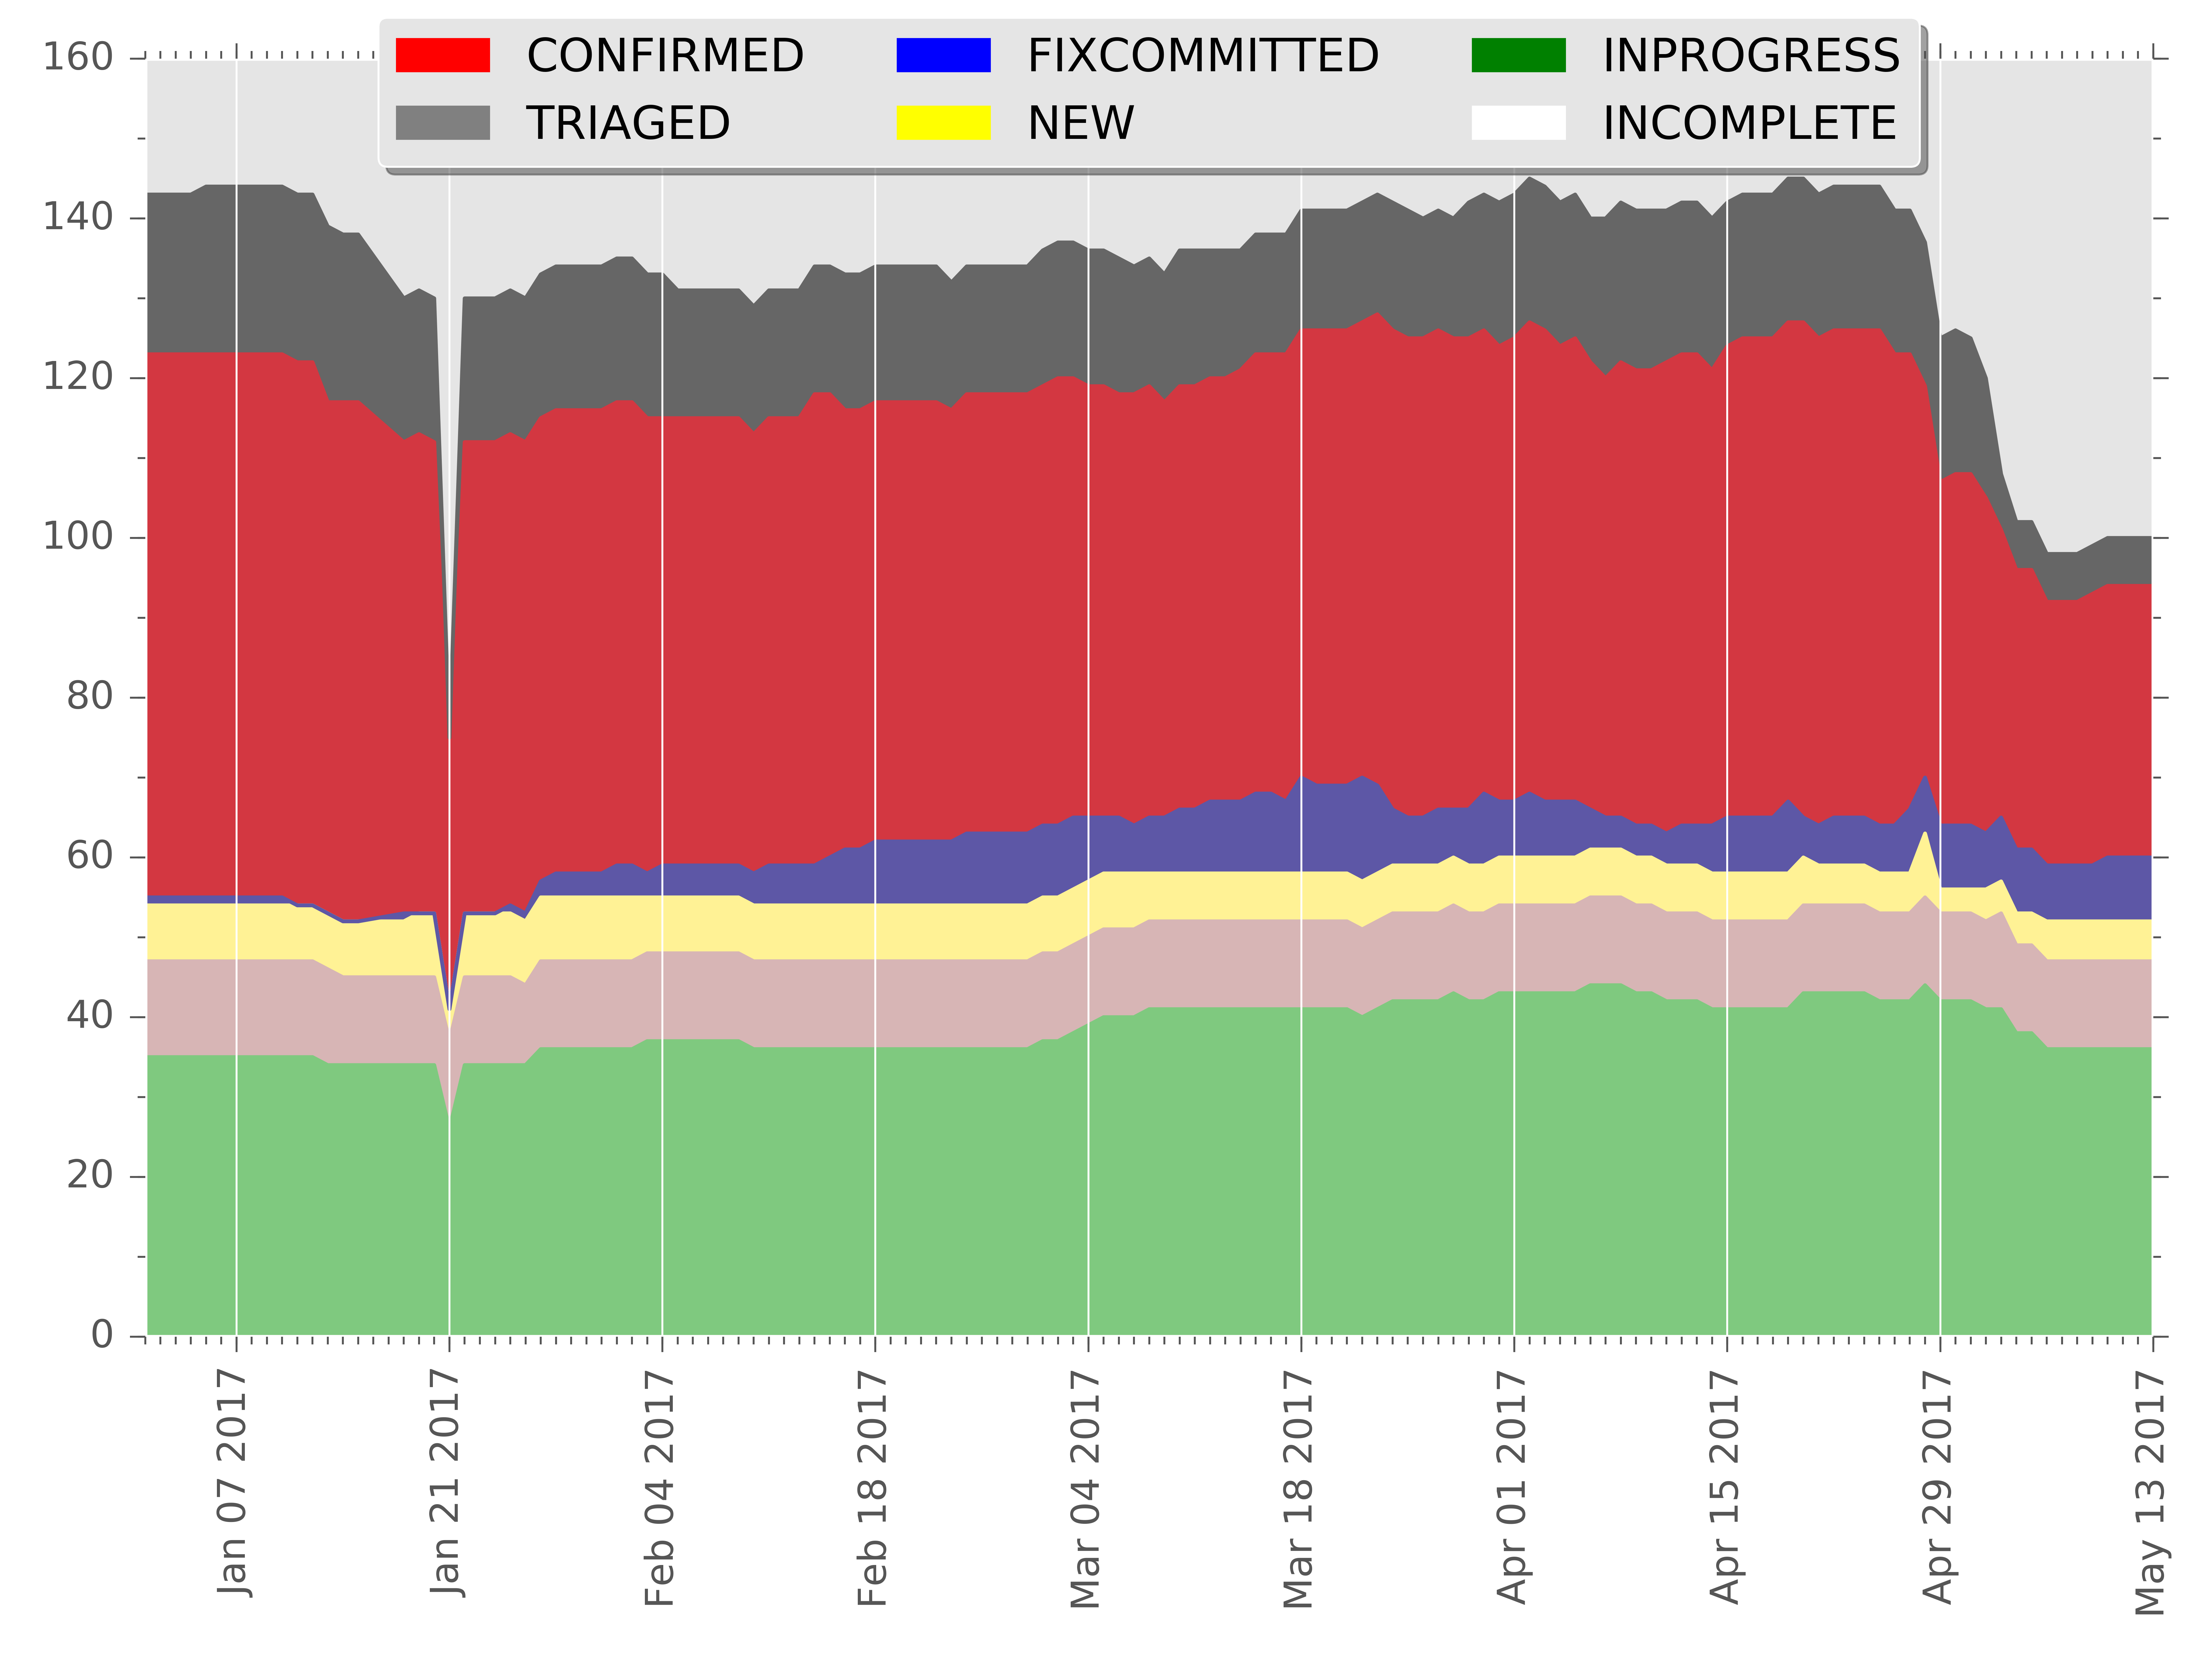 CONFIRMED FIXCOMMITTED INPROGRESS
TRIAGED NEW INCOMPLETE
160
140
120
100
80
60
40
20
0
Jan 07 2017
Jan 21 2017
Feb 04 2017
Feb 18 2017
Mar 04 2017
Mar 18 2017
Apr 01 2017
Apr 15 2017
Apr 29 2017
May 13 2017